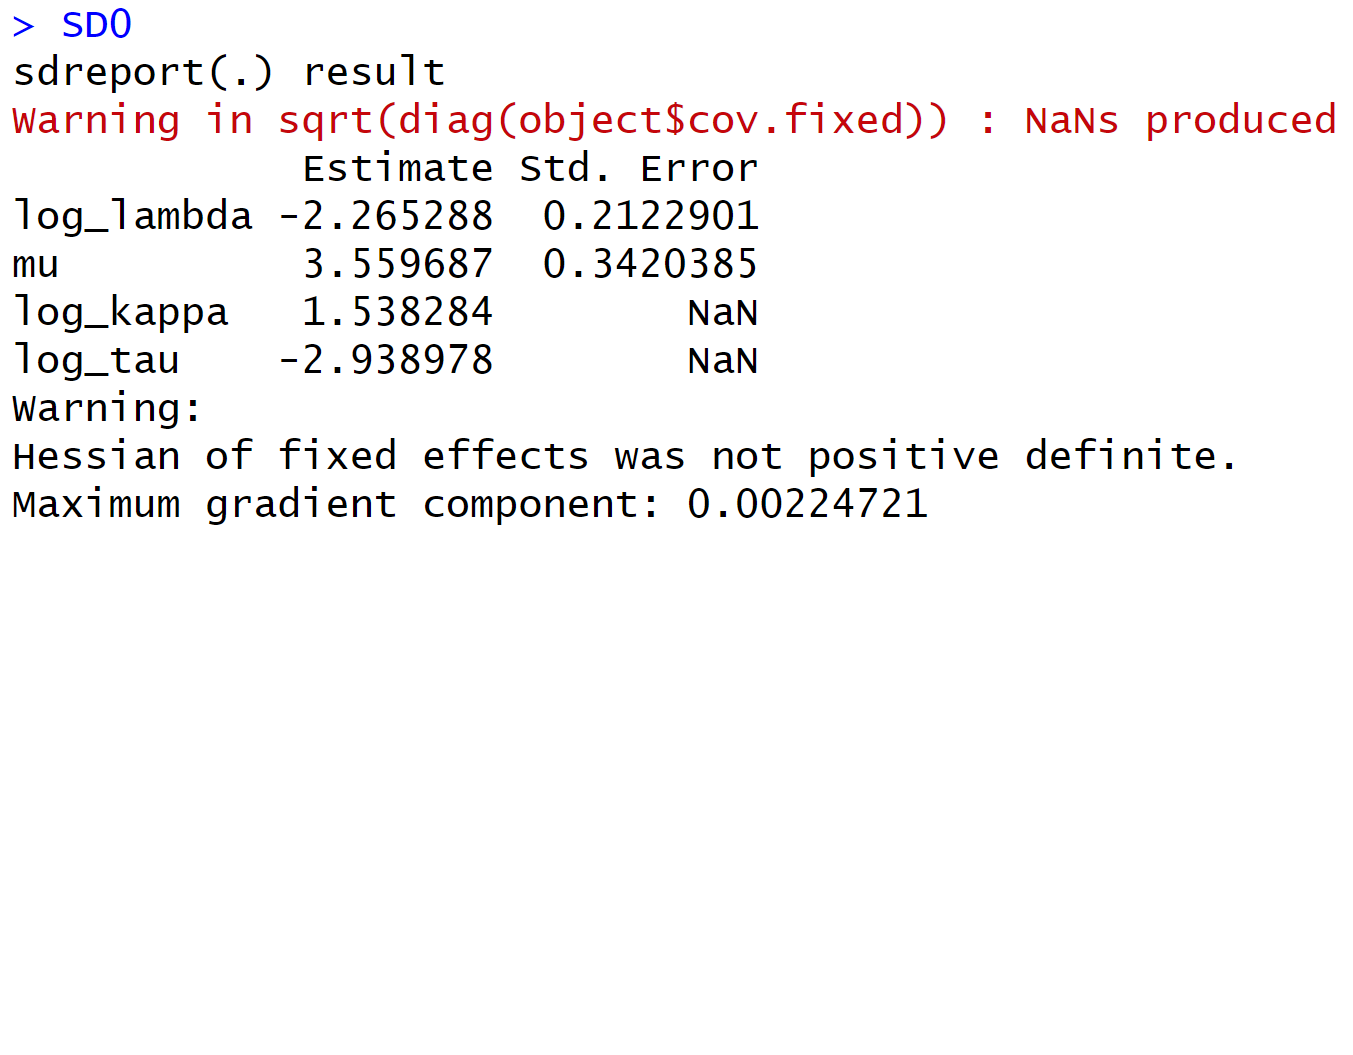 > SD0
sdreport(.) result
Warning in sqrt(diag(object$cov.fixed)) : NaNs produced
            Estimate Std. Error
log_lambda -2.265288  0.2122901
mu          3.559687  0.3420385
log_kappa   1.538284        NaN
log_tau    -2.938978        NaN
Warning:
Hessian of fixed effects was not positive definite.
Maximum gradient component: 0.00224721